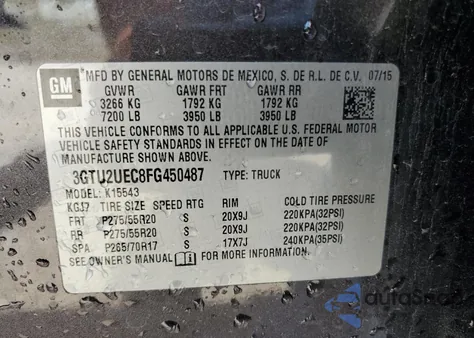 GM
MFD BY GENERAL MOTORS DE MEXICO, S. DE R.L. DE C.V. 07/15
GVWR GAWR FRT GAWR RR
3266 KG 1792 KG 1792 KG
7200 LB 3950 LB 3950 LB
THIS VEHICLE CONFORMS TO ALL APPLICABLE U.S. FEDERAL MOTOR
VEHICLE SAFETY STANDARDS IN EFFECT ON THE DATE OF
MANUFACTURE SHOWN ABOVE.
3GTU2UEC8FG450487 TYPE: TRUCK
MODEL: K15543
KGJ7 TIRE SIZE SPEED RTG RIM COLD TIRE PRESSURE
FRT P275/55R20 S 20X9J 220KPA(32PSI)
RR P275/55R20 S 20X9J 220KPA(32PSI)
SPA P265/70R17 S 17X7J 240KPA(35PSI)
SEE OWNER'S MANUAL FOR MORE INFORMATION.